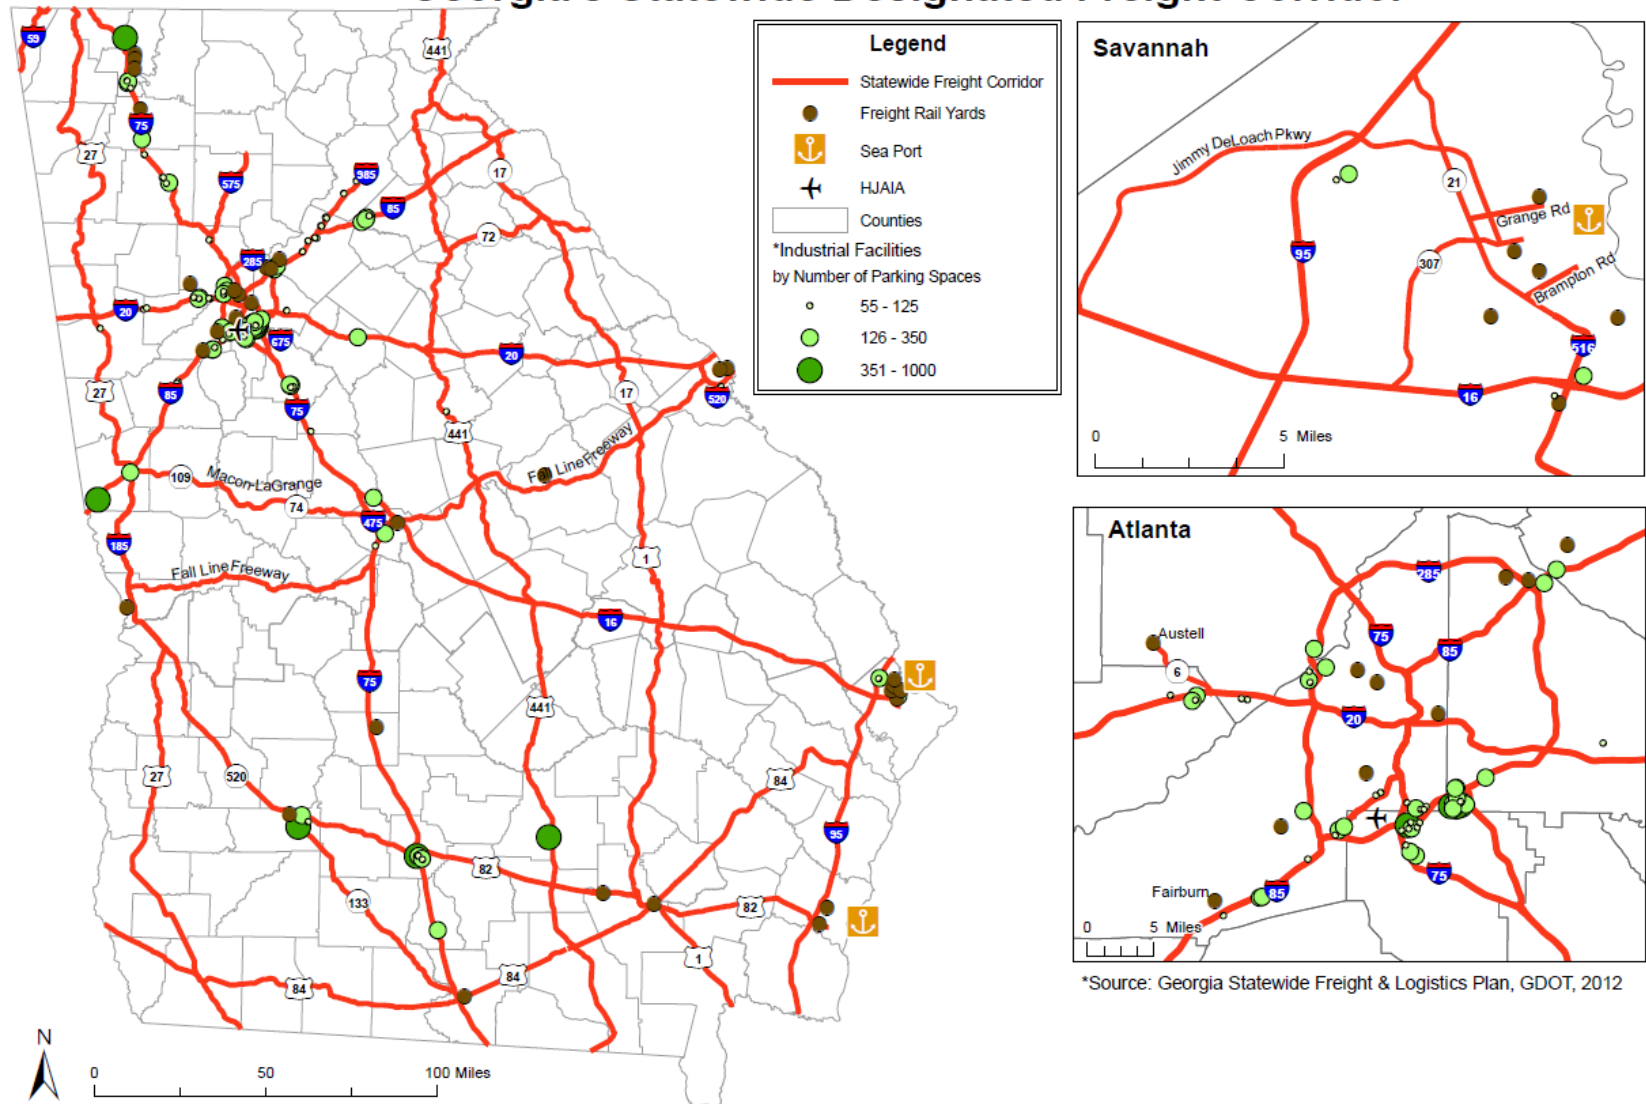 Georgia's Statewide Designated Freight Corridor
Legend
Statewide Freight Corridor
Freight Rail Yards
Sea Port
HJAIA
Counties
*Industrial Facilities
by Number of Parking Spaces
55 - 125
126 - 350
351 - 1000
59
441
75
27
985
17
575
85
72
285
20
675
20
27
85
75
17
520
441
Fall Line Freeway
109
Macon-LaGrange
74
475
185
1
Fall Line Freeway
16
75
441
27
520
84
95
82
133
82
1
84
84
N
0 50 100 Miles
Savannah
Jimmy DeLoach Pkwy
21
Grange Rd
95
307
Brampton Rd
516
16
0 5 Miles
Atlanta
285
Austell
75
85
6
20
75
Fairburn
85
0 5 Miles
*Source: Georgia Statewide Freight & Logistics Plan, GDOT, 2012